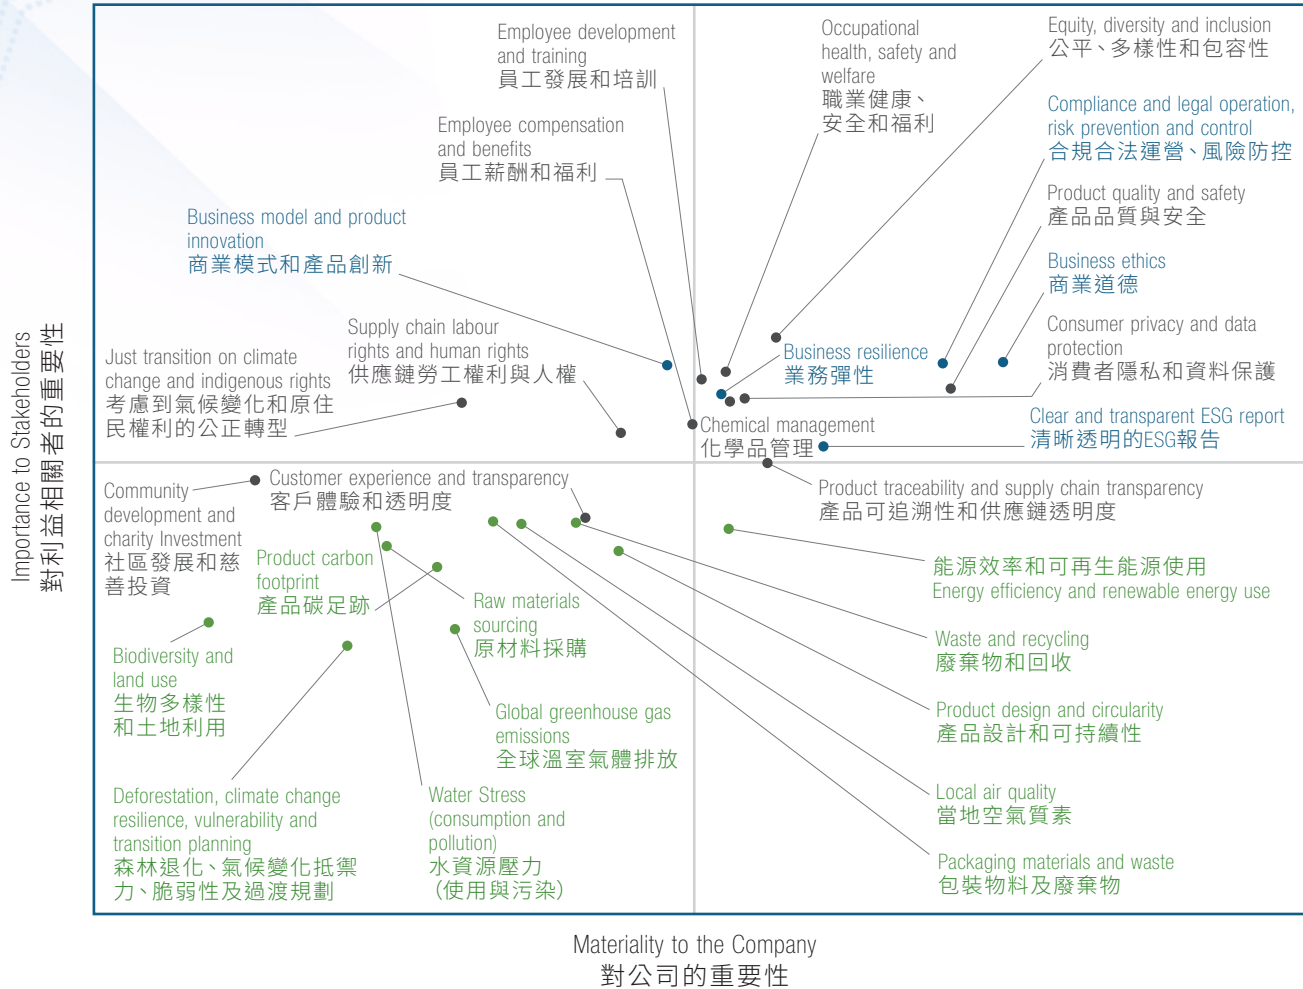 Employee development
and training
員工發展和培訓
Occupational
health, safety and
welfare
職業健康、
安全和福利
Equity, diversity and inclusion
公平、多樣性和包容性
Compliance and legal operation,
risk prevention and control
合規合法運營、風險防控
Employee compensation
and benefits
員工薪酬和福利
Product quality and safety
產品品質與安全
Business model and product
innovation
商業模式和產品創新
Business ethics
商業道德
Supply chain labour
rights and human rights
供應鏈勞工權利與人權
Business resilience
業務彈性
Consumer privacy and data
protection
消費者隱私和資料保護
Just transition on climate
change and indigenous rights
考慮到氣候變化和原住
民權利的公正轉型
Chemical management
化學品管理
Clear and transparent ESG report
清晰透明的ESG報告
Importance to Stakeholders
對利益相關者的重要性
Community
development and
charity Investment
社區發展和慈
善投資
Customer experience and transparency
客戶體驗和透明度
Product traceability and supply chain transparency
產品可追溯性和供應鏈透明度
Product carbon
footprint
產品碳足跡
能源效率和可再生能源使用
Energy efficiency and renewable energy use
Raw materials
sourcing
原材料採購
Waste and recycling
廢棄物和回收
Biodiversity and
land use
生物多樣性
和土地利用
Global greenhouse gas
emissions
全球溫室氣體排放
Product design and circularity
產品設計和可持續性
Deforestation, climate change
resilience, vulnerability and
transition planning
森林退化、氣候變化抵禦
力、脆弱性及過渡規劃
Water Stress
(consumption and
pollution)
水資源壓力
（使用與污染）
Local air quality
當地空氣質素
Packaging materials and waste
包裝物料及廢棄物
Materiality to the Company
對公司的重要性